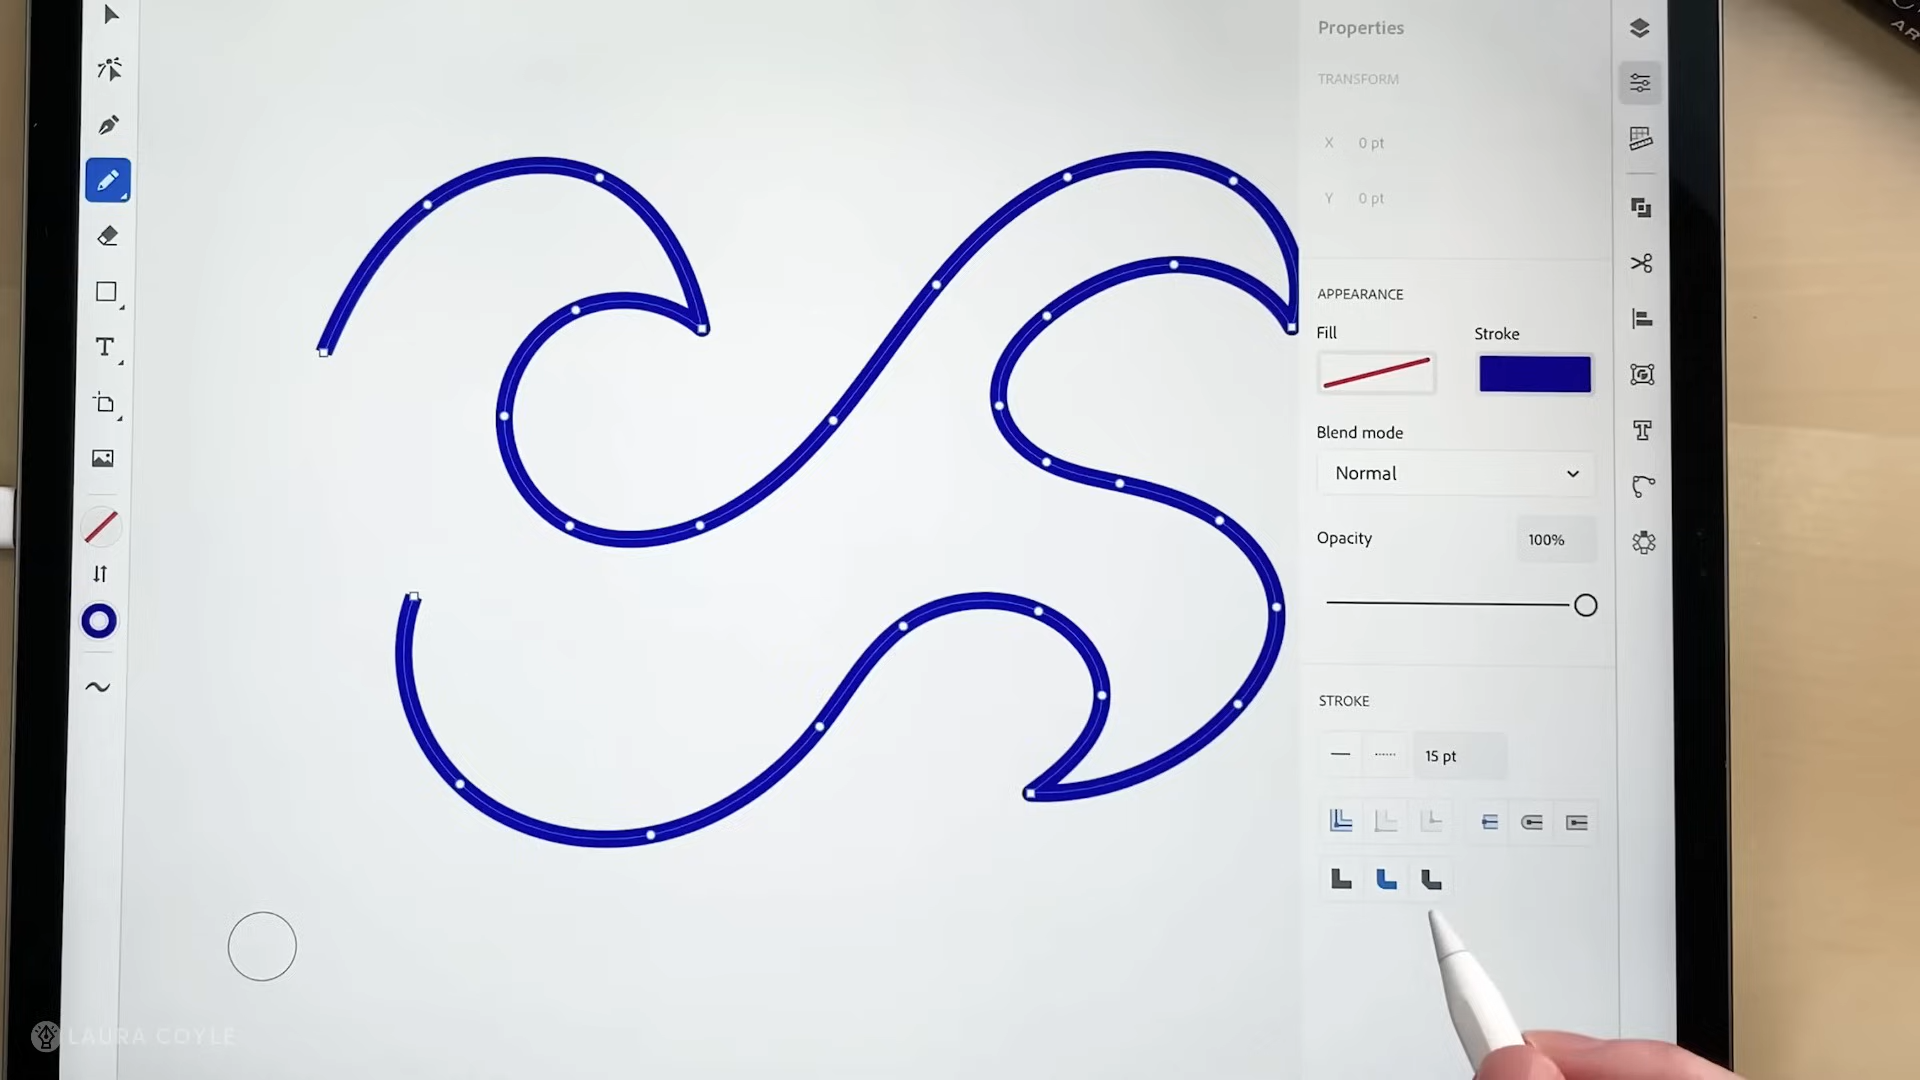 Properties
TRANSFORM
X 0 pt
Y 0 pt
APPEARANCE
Fill
Stroke
Blend mode
Normal
Opacity
100%
STROKE
15 pt
LAURA COYLE